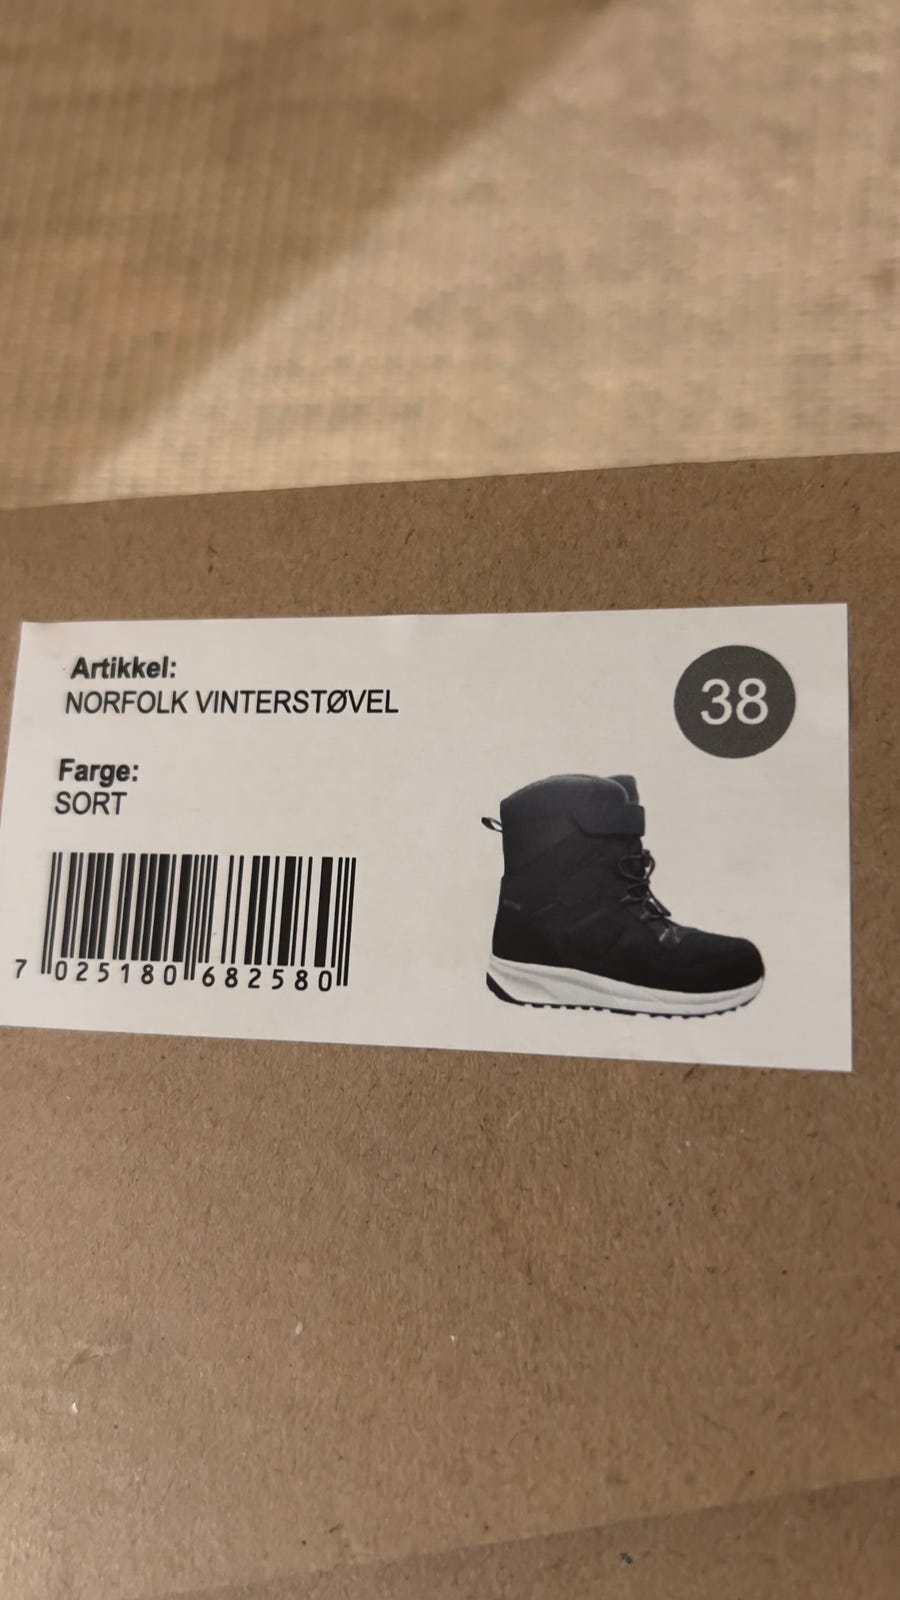 Artikkel:
NORFOLK VINTERSTØVEL
38
Farge:
SORT
7 025180 682580